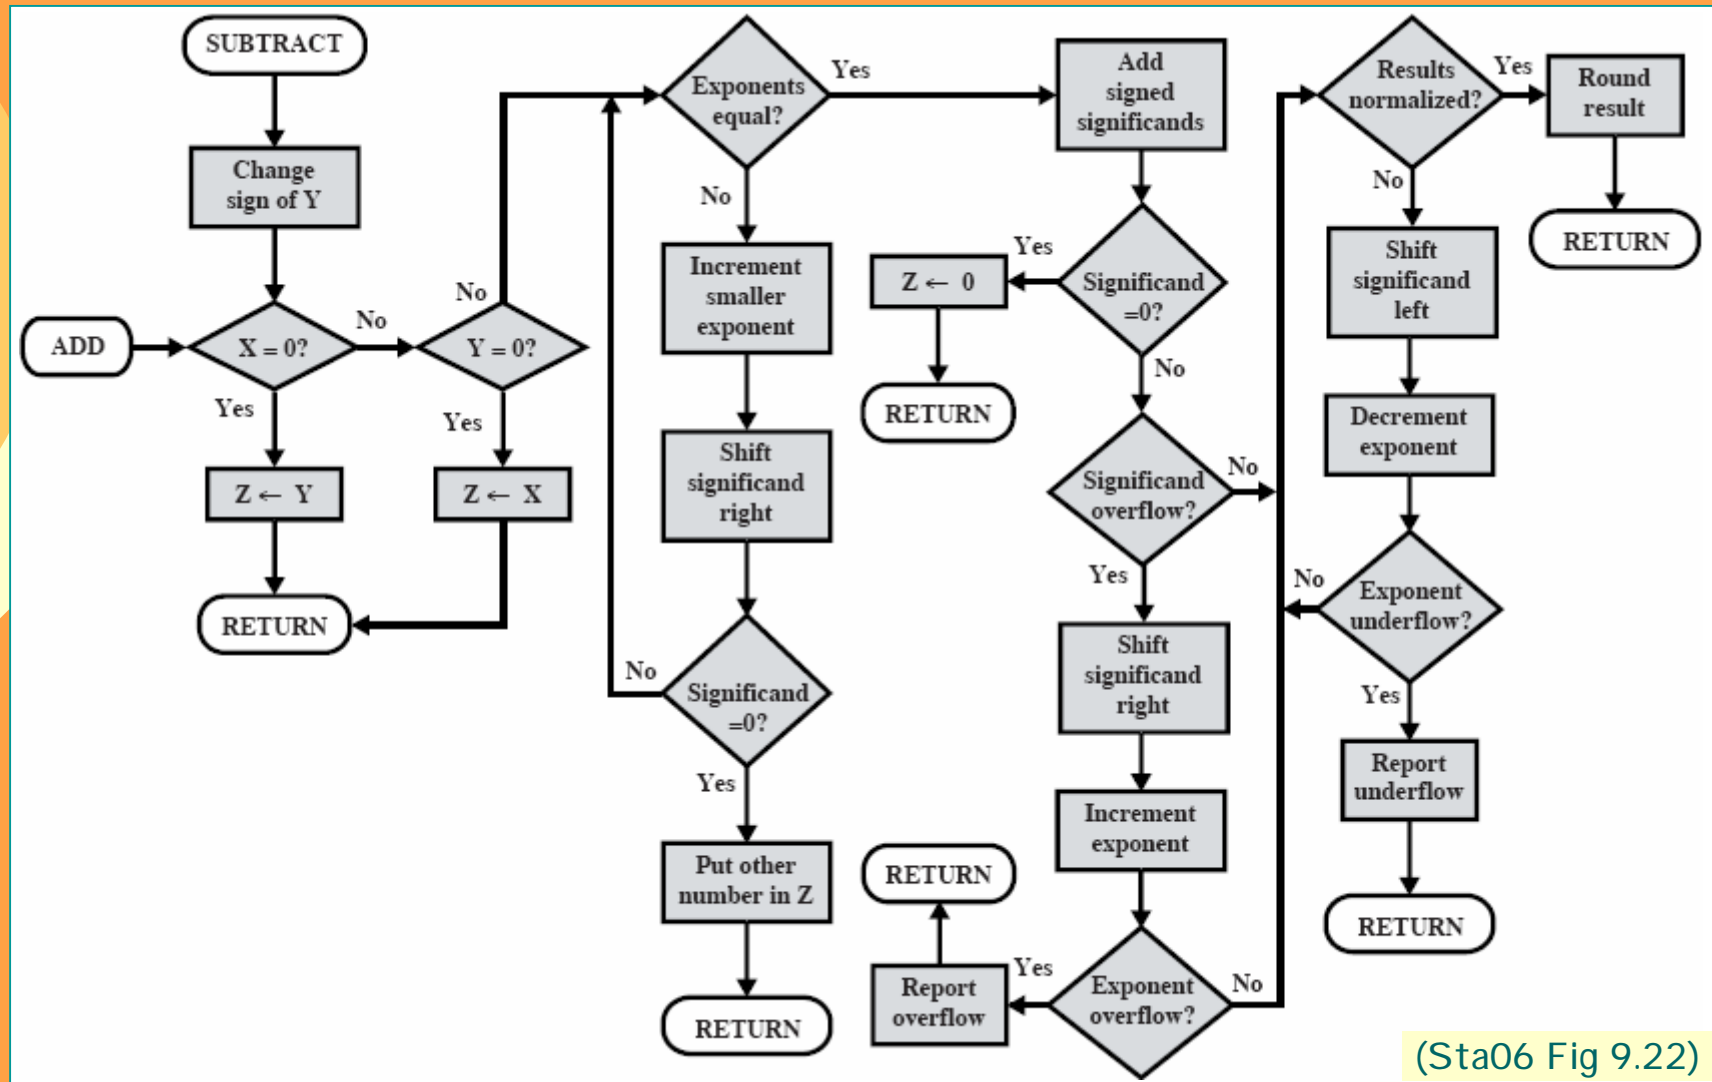 SUBTRACT
Change
sign of Y
ADD
X = 0?
No
Yes
Z ← Y
RETURN
Y = 0?
No
Yes
Z ← X
Exponents
equal?
Yes
No
Increment
smaller
exponent
Shift
significand
right
Significand
=0?
No
Yes
Put other
number in Z
RETURN
Add
signed
significands
Significand
=0?
Yes
Z ← 0
RETURN
No
Significand
overflow?
No
Yes
Shift
significand
right
Increment
exponent
Exponent
overflow?
Yes
Report
overflow
RETURN
No
Results
normalized?
Yes
Round
result
RETURN
No
Shift
significand
left
Decrement
exponent
Exponent
underflow?
No
Yes
Report
underflow
RETURN
(Sta06 Fig 9.22)